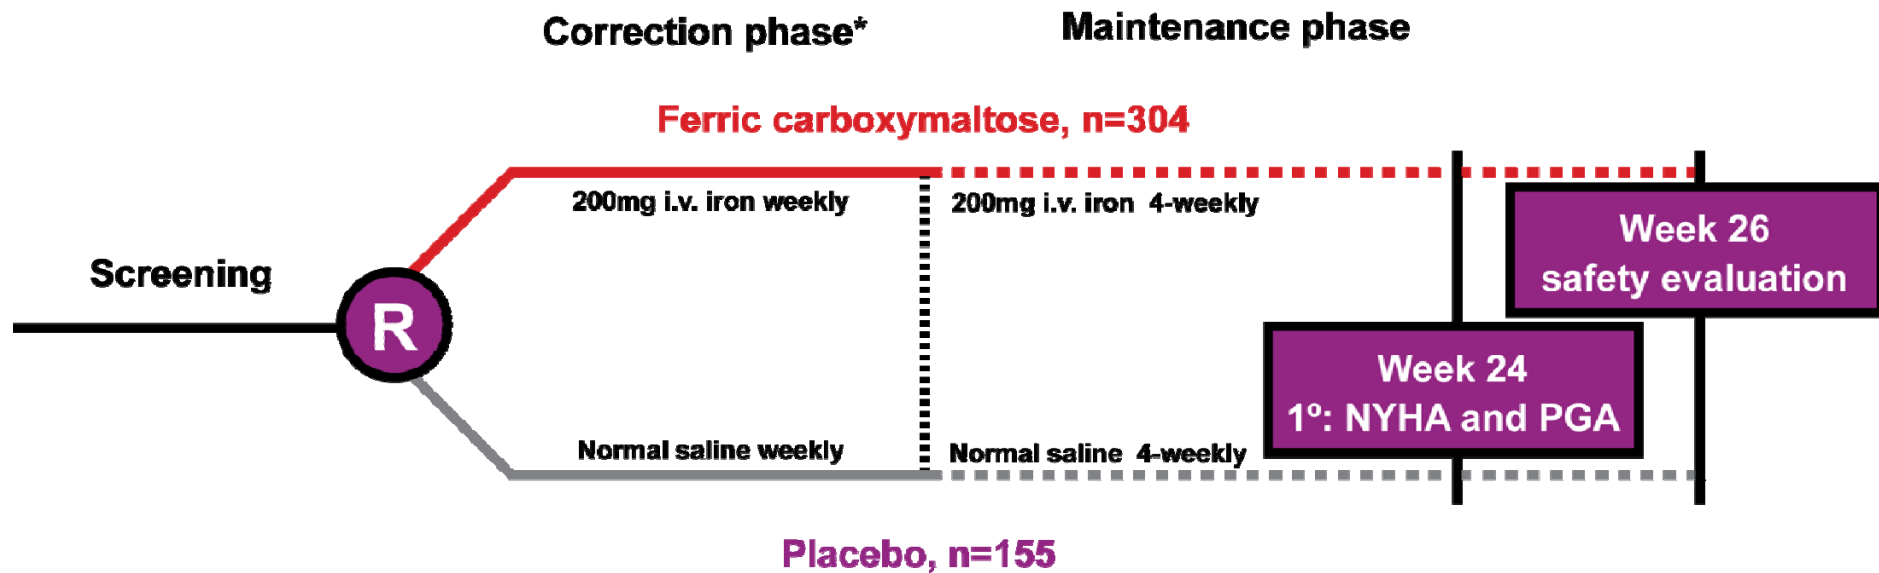 Correction phase*
Maintenance phase
Ferric carboxymaltose, n=304
200mg i.v. iron weekly
200mg i.v. iron 4-weekly
Week 26
safety evaluation
Screening
R
Week 24
1º: NYHA and PGA
Normal saline weekly
Normal saline 4-weekly
Placebo, n=155